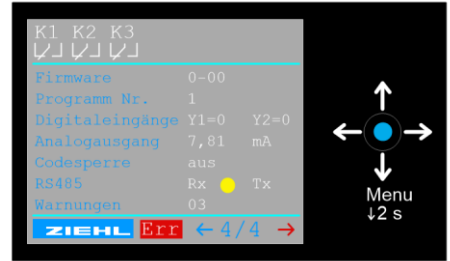 K1 K2 K3
Firmware 0-00
Programm Nr. 1
Digitaleingänge Y1=0 Y2=0
Analogausgang 7,81 mA
Codesperre aus
RS485 Rx Tx
Warnungen 03
ZIEHL Err ← 4/4 →
Menu
↓2 s